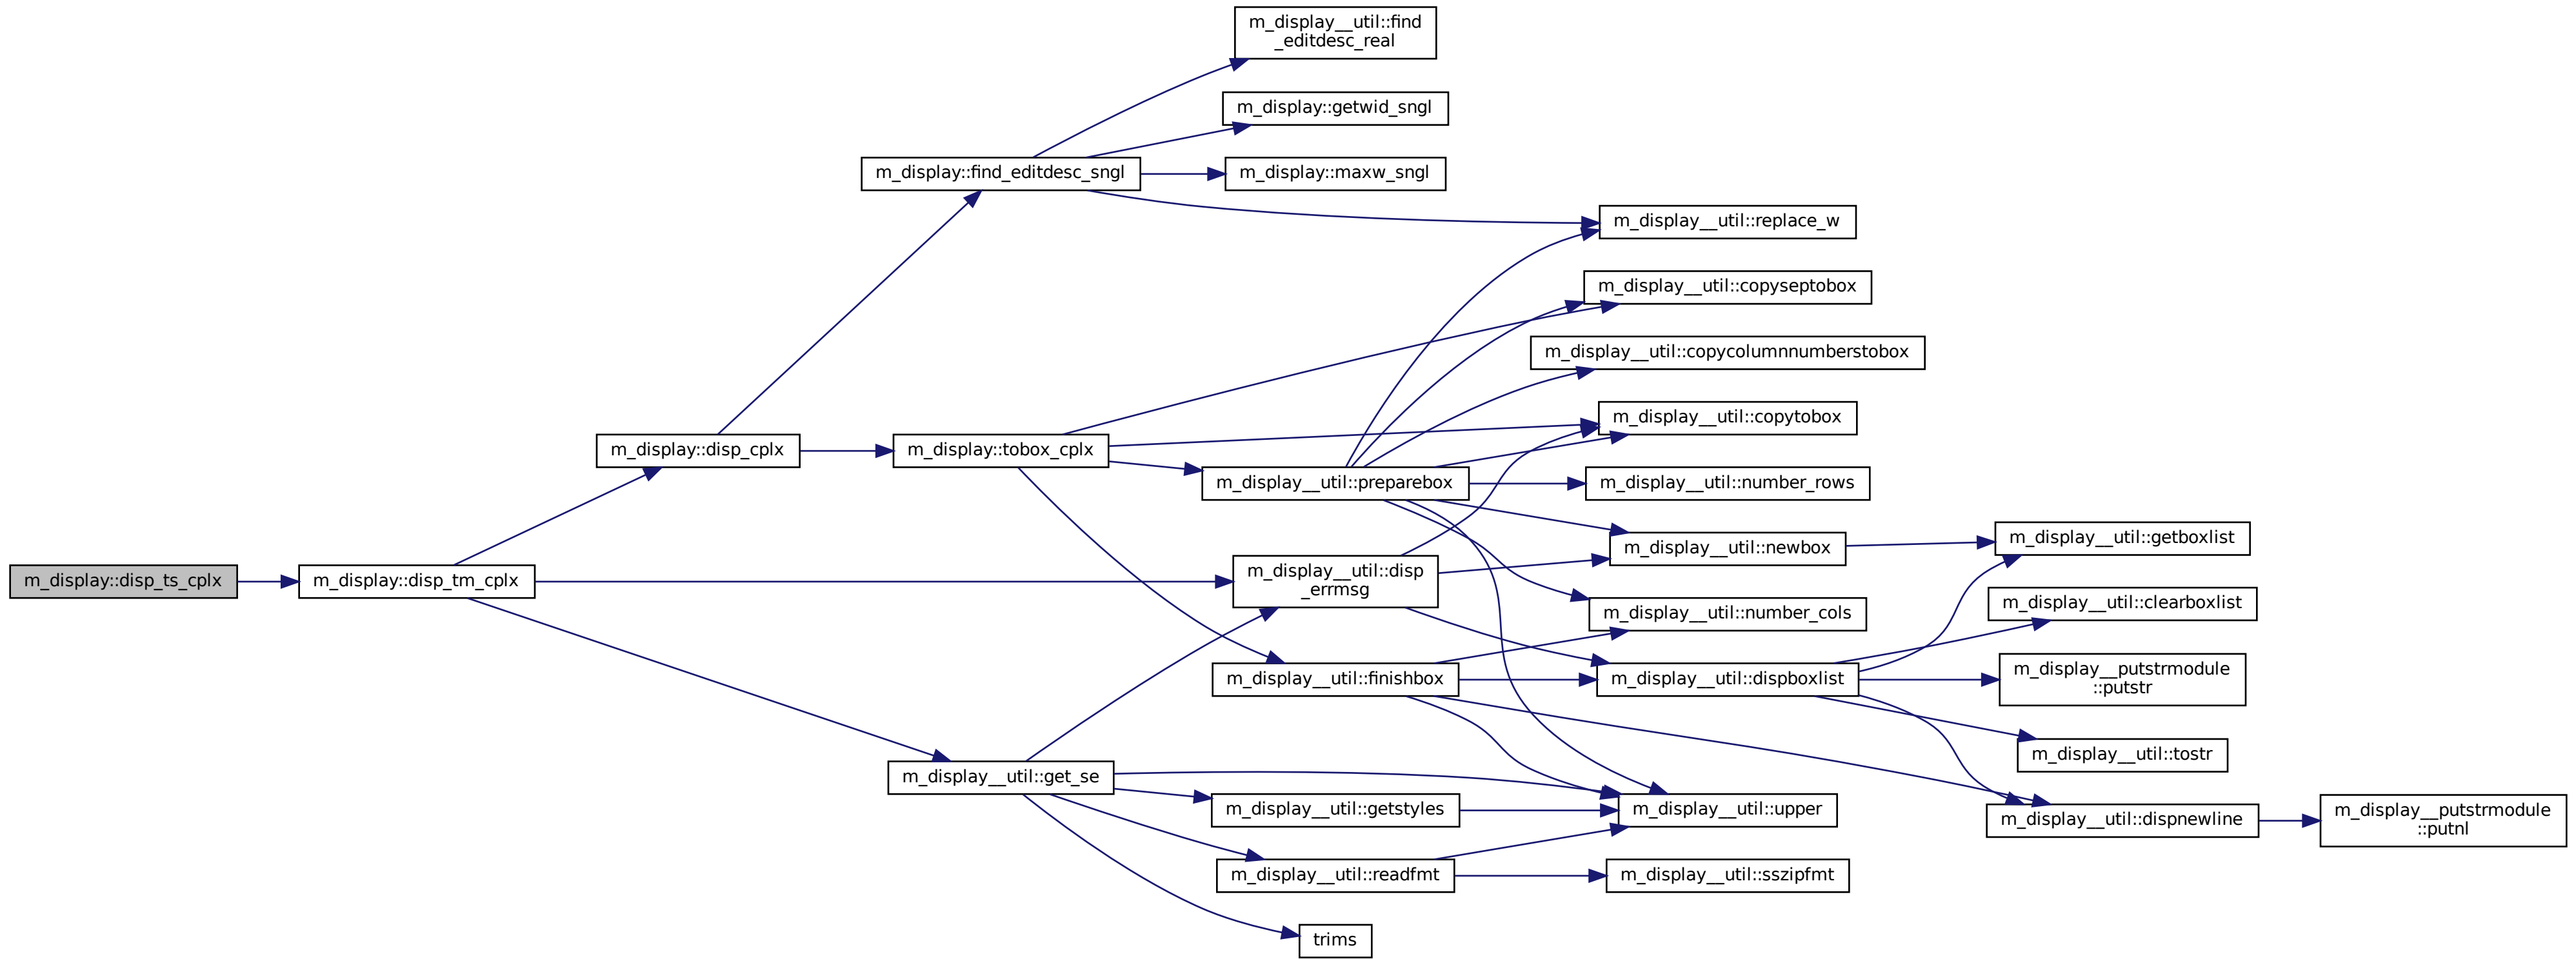 m_display::disp_ts_cplx
m_display::disp_tm_cplx
m_display::disp_cplx
m_display::find_editdesc_sngl
m_display__util::find
_editdesc_real
m_display::getwid_sngl
m_display::maxw_sngl
m_display__util::replace_w
m_display::tobox_cplx
m_display__util::copyseptobox
m_display__util::copycolumnnumberstobox
m_display__util::copytobox
m_display__util::preparebox
m_display__util::number_rows
m_display__util::newbox
m_display__util::getboxlist
m_display__util::disp
_errmsg
m_display__util::number_cols
m_display__util::clearboxlist
m_display__util::finishbox
m_display__util::dispboxlist
m_display__putstrmodule
::putstr
m_display__util::tostr
m_display__util::get_se
m_display__util::getstyles
m_display__util::upper
m_display__util::dispnewline
m_display__putstrmodule
::putnl
m_display__util::readfmt
m_display__util::sszipfmt
trims